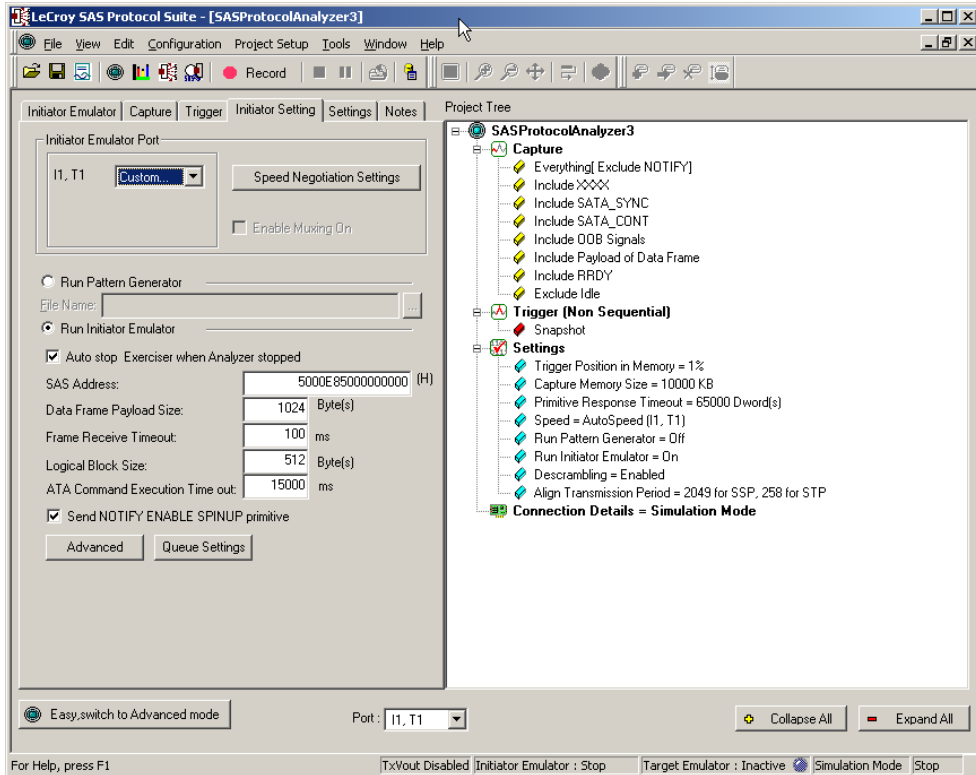 LeCroy SAS Protocol Suite - [SASProtocolAnalyzer3]
File View Edit Configuration Project Setup Tools Window Help
Record
Initiator Emulator Capture Trigger Initiator Setting Settings Notes
Initiator Emulator Port
I1, T1 Custom... Speed Negotiation Settings
Enable Muxing On
Run Pattern Generator
File Name: ...
Run Initiator Emulator
Auto stop Exerciser when Analyzer stopped
SAS Address: 5000E85000000000 (H)
Data Frame Payload Size: 1024 Byte(s)
Frame Receive Timeout: 100 ms
Logical Block Size: 512 Byte(s)
ATA Command Execution Time out: 15000 ms
Send NOTIFY ENABLE SPINUP primitive
Advanced Queue Settings
Project Tree
SASProtocolAnalyzer3
Capture
Everything[ Exclude NOTIFY]
Include XXXX
Include SATA_SYNC
Include SATA_CONT
Include OOB Signals
Include Payload of Data Frame
Include RRDY
Exclude Idle
Trigger (Non Sequential)
Snapshot
Settings
Trigger Position in Memory = 1%
Capture Memory Size = 10000 KB
Primitive Response Timeout = 65000 Dword(s)
Speed = AutoSpeed (I1, T1)
Run Pattern Generator = Off
Run Initiator Emulator = On
Descrambling = Enabled
Align Transmission Period = 2049 for SSP, 258 for STP
Connection Details = Simulation Mode
Easy,switch to Advanced mode Port : I1, T1 Collapse All Expand All
For Help, press F1 TxVout Disabled Initiator Emulator : Stop Target Emulator : Inactive Simulation Mode Stop